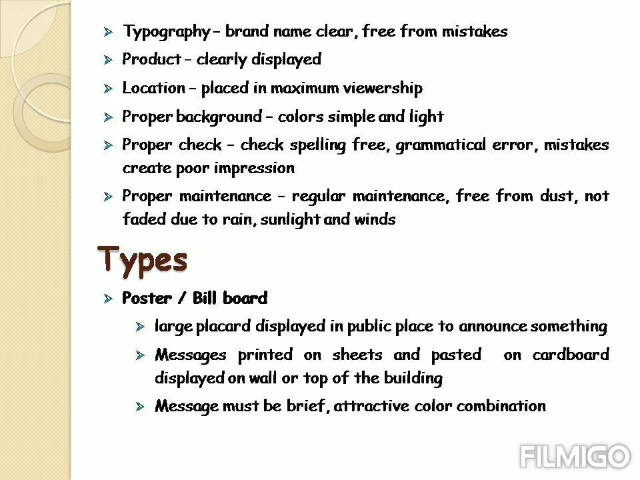 Typography – brand name clear, free from mistakes
Product – clearly displayed
Location – placed in maximum viewership
Proper background – colors simple and light
Proper check – check spelling free, grammatical error, mistakes
create poor impression
Proper maintenance – regular maintenance, free from dust, not
faded due to rain, sunlight and winds
Types
Poster / Bill board
large placard displayed in public place to announce something
Messages printed on sheets and pasted on cardboard
displayed on wall or top of the building
Message must be brief, attractive color combination
FILMIGO